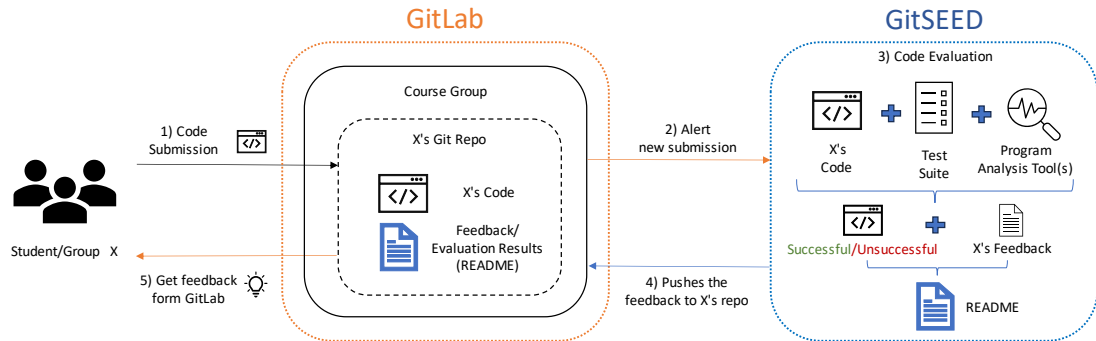 GitLab
GitSEED
Course Group
X's Git Repo
</>
X's Code
Feedback/
Evaluation Results
(README)
1) Code
Submission
</>
Student/Group X
5) Get feedback
form GitLab
2) Alert
new submission
4) Pushes the
feedback to X's repo
3) Code Evaluation
</>
X's
Code
Test
Suite
Program
Analysis Tool(s)
</>
Successful/Unsuccessful
X's Feedback
README